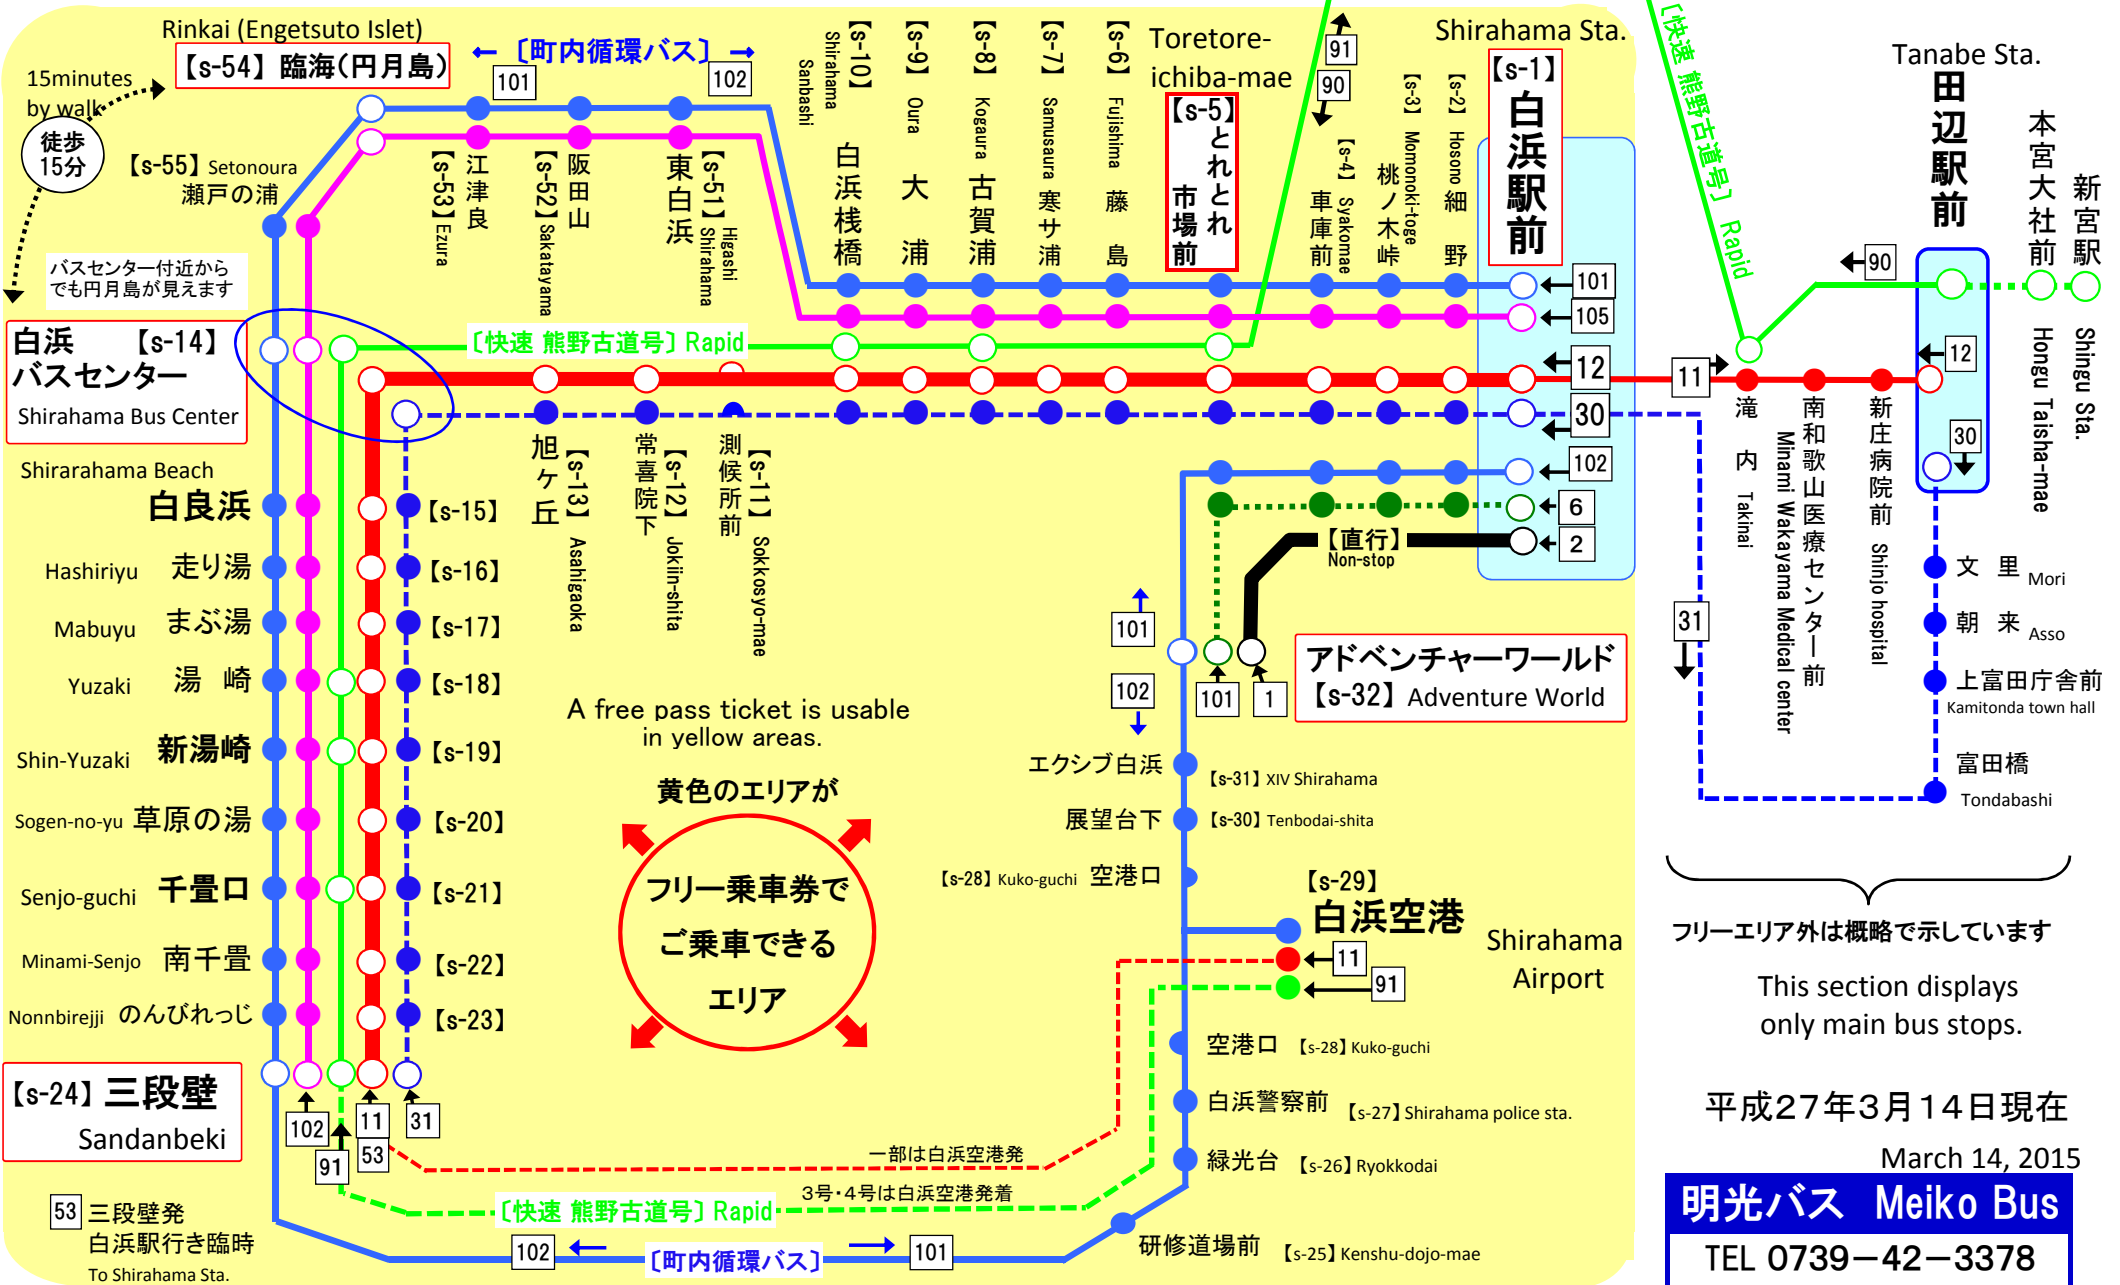 Rinkai (Engetsuto Islet)
【s-54】臨海(円月島)
15minutes
by walk
徒歩
15分
←〔町内循環バス〕→
101
102
【s-55】Setonoura
瀬戸の浦
バスセンター付近から
でも円月島が見えます
【s-53】Ezura
江津良
【s-52】Sakatayama
阪田山
【s-51】Higashi Shirahama
東白浜
【s-10】Shirahama Sanbashi
白浜桟橋
【s-9】Oura
大浦
【s-8】Kogaura
古賀浦
【s-7】Samusaura
寒サ浦
【s-6】Fujishima
藤島
Toretore-
ichiba-mae
【s-5】とれとれ
市場前
91
90
【s-4】Syakomae
車庫前
【s-3】Momonoki-toge
桃ノ木峠
【s-2】Hosono
細野
Shirahama Sta.
【s-1】
白浜駅前
101
105
12
30
102
6
2
〔快速 熊野古道号〕Rapid
Tanabe Sta.
田辺駅前
本宮大社前
Hongu Taisha-mae
新宮駅
Shingu Sta.
90
12
30
11
滝内
Takinai
南和歌山医療センター前
Minami Wakayama Medical center
新庄病院前
Shinjo hospital
31
文里 Mori
朝来 Asso
上富田庁舎前
Kamitonda town hall
富田橋
Tondabashi
白浜 【s-14】
バスセンター
Shirahama Bus Center
〔快速 熊野古道号〕Rapid
旭ヶ丘
【s-13】Asahigaoka
常喜院下
【s-12】Jokiin-shita
測候所前
【s-11】Sokkosyo-mae
Shirarahama Beach
白良浜
【s-15】
Hashiriyu 走り湯
【s-16】
Mabuyu まぶ湯
【s-17】
Yuzaki 湯崎
【s-18】
Shin-Yuzaki 新湯崎
【s-19】
Sogen-no-yu 草原の湯
【s-20】
Senjo-guchi 千畳口
【s-21】
Minami-Senjo 南千畳
【s-22】
Nonnbirejji のんびれっじ
【s-23】
【s-24】三段壁
Sandanbeki
102
91
11
53
31
53 三段壁発
白浜駅行き臨時
To Shirahama Sta.
A free pass ticket is usable
in yellow areas.
黄色のエリアが
フリー乗車券で
ご乗車できる
エリア
【直行】
Non-stop
101
102
101
1
アドベンチャーワールド
【s-32】Adventure World
エクシブ白浜 【s-31】XIV Shirahama
展望台下 【s-30】Tenbodai-shita
【s-28】Kuko-guchi 空港口
【s-29】
白浜空港
Shirahama
Airport
11
91
空港口 【s-28】Kuko-guchi
白浜警察前 【s-27】Shirahama police sta.
緑光台 【s-26】Ryokkodai
研修道場前 【s-25】Kenshu-dojo-mae
一部は白浜空港発
3号・4号は白浜空港発着
〔快速 熊野古道号〕Rapid
102 ← 〔町内循環バス〕 → 101
フリーエリア外は概略で示しています
This section displays
only main bus stops.
平成27年3月14日現在
March 14, 2015
明光バス Meiko Bus
TEL 0739-42-3378